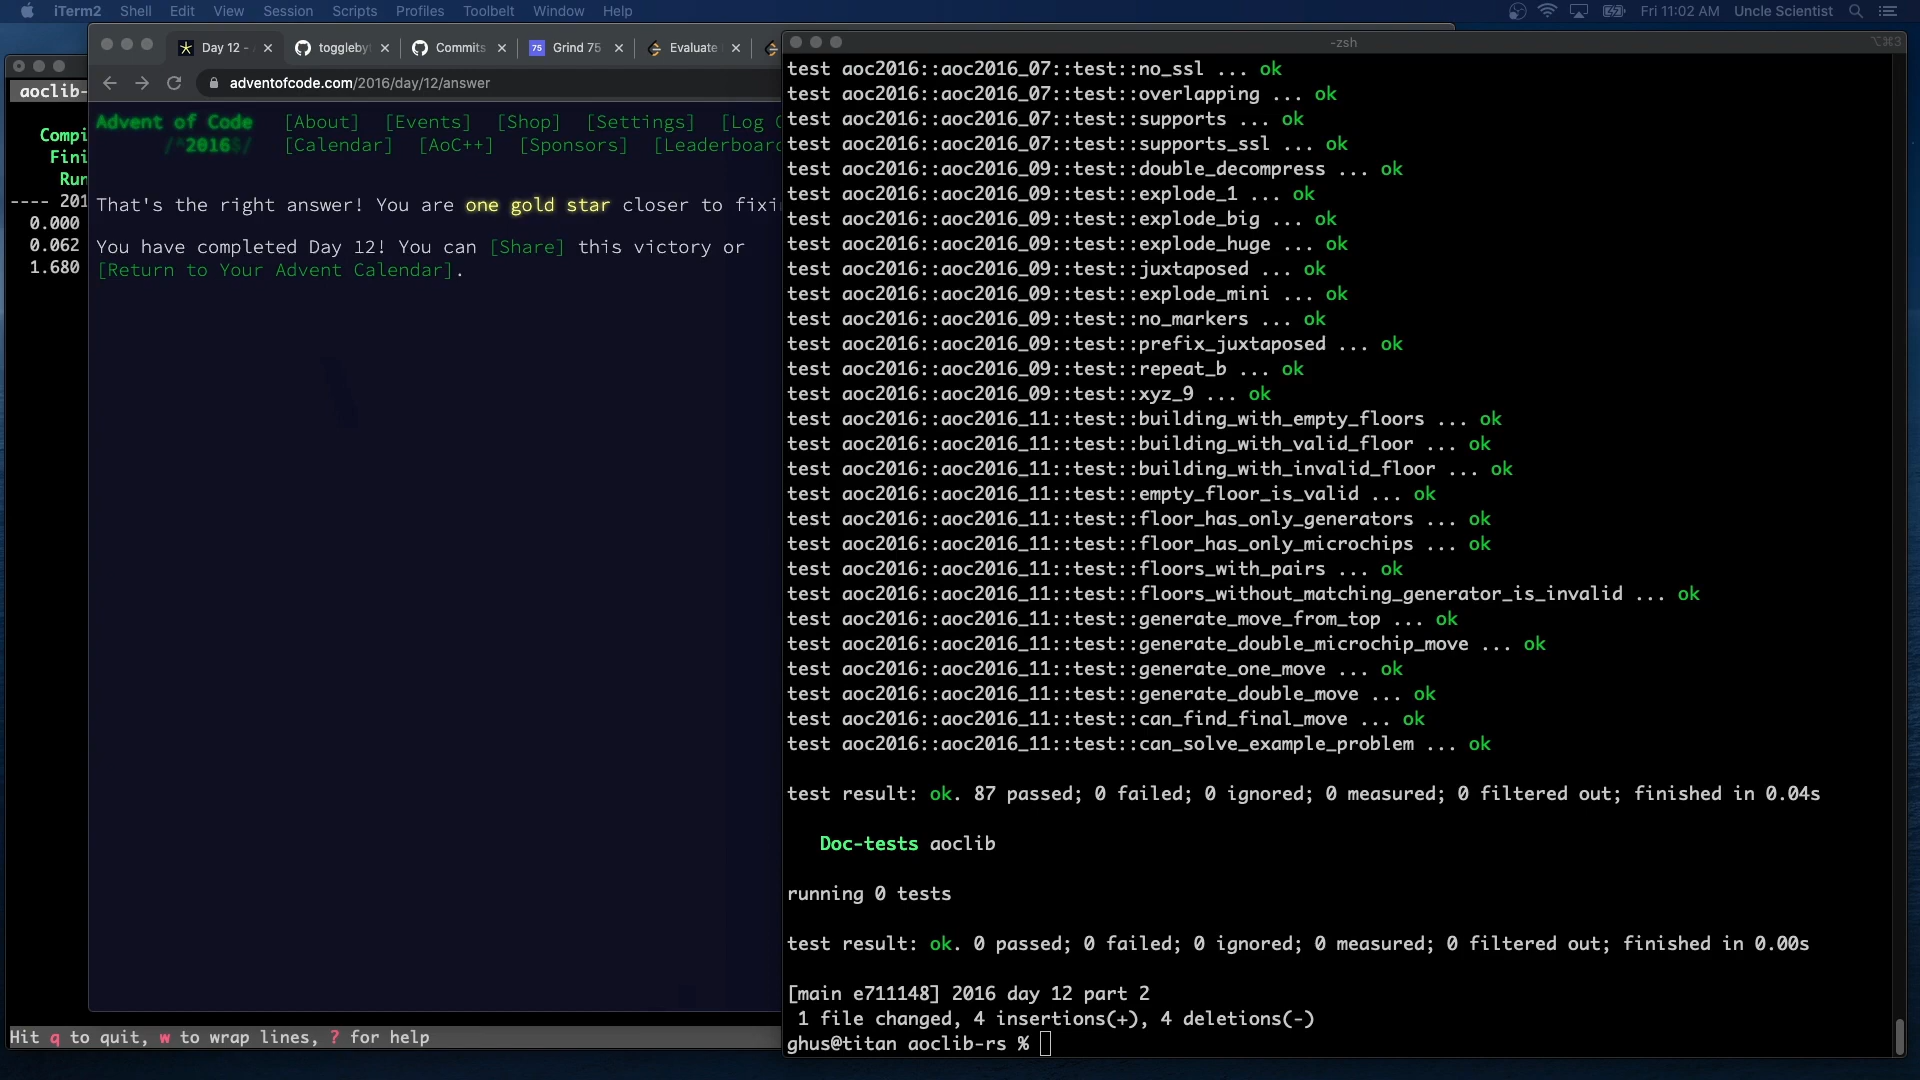 iTerm2 Shell Edit View Session Scripts Profiles Toolbelt Window Help Fri 11:02 AM Uncle Scientist
Day 12 - toggleby Commits Grind 75 Evaluate
75
adventofcode.com/2016/day/12/answer
aoclib-
Compi
Fini
Run
---- 201
0.000
0.062
1.680
Advent of Code [About] [Events] [Shop] [Settings] [Log
/^2016$/ [Calendar] [AoC++] [Sponsors] [Leaderboard
That's the right answer! You are one gold star closer to fixi
You have completed Day 12! You can [Share] this victory or
[Return to Your Advent Calendar].
Hit q to quit, w to wrap lines, ? for help
-zsh
⌥⌘3
test aoc2016::aoc2016_07::test::no_ssl ... ok
test aoc2016::aoc2016_07::test::overlapping ... ok
test aoc2016::aoc2016_07::test::supports ... ok
test aoc2016::aoc2016_07::test::supports_ssl ... ok
test aoc2016::aoc2016_09::test::double_decompress ... ok
test aoc2016::aoc2016_09::test::explode_1 ... ok
test aoc2016::aoc2016_09::test::explode_big ... ok
test aoc2016::aoc2016_09::test::explode_huge ... ok
test aoc2016::aoc2016_09::test::juxtaposed ... ok
test aoc2016::aoc2016_09::test::explode_mini ... ok
test aoc2016::aoc2016_09::test::no_markers ... ok
test aoc2016::aoc2016_09::test::prefix_juxtaposed ... ok
test aoc2016::aoc2016_09::test::repeat_b ... ok
test aoc2016::aoc2016_09::test::xyz_9 ... ok
test aoc2016::aoc2016_11::test::building_with_empty_floors ... ok
test aoc2016::aoc2016_11::test::building_with_valid_floor ... ok
test aoc2016::aoc2016_11::test::building_with_invalid_floor ... ok
test aoc2016::aoc2016_11::test::empty_floor_is_valid ... ok
test aoc2016::aoc2016_11::test::floor_has_only_generators ... ok
test aoc2016::aoc2016_11::test::floor_has_only_microchips ... ok
test aoc2016::aoc2016_11::test::floors_with_pairs ... ok
test aoc2016::aoc2016_11::test::floors_without_matching_generator_is_invalid ... ok
test aoc2016::aoc2016_11::test::generate_move_from_top ... ok
test aoc2016::aoc2016_11::test::generate_double_microchip_move ... ok
test aoc2016::aoc2016_11::test::generate_one_move ... ok
test aoc2016::aoc2016_11::test::generate_double_move ... ok
test aoc2016::aoc2016_11::test::can_find_final_move ... ok
test aoc2016::aoc2016_11::test::can_solve_example_problem ... ok
test result: ok. 87 passed; 0 failed; 0 ignored; 0 measured; 0 filtered out; finished in 0.04s
Doc-tests aoclib
running 0 tests
test result: ok. 0 passed; 0 failed; 0 ignored; 0 measured; 0 filtered out; finished in 0.00s
[main e711148] 2016 day 12 part 2
1 file changed, 4 insertions(+), 4 deletions(-)
ghus@titan aoclib-rs %